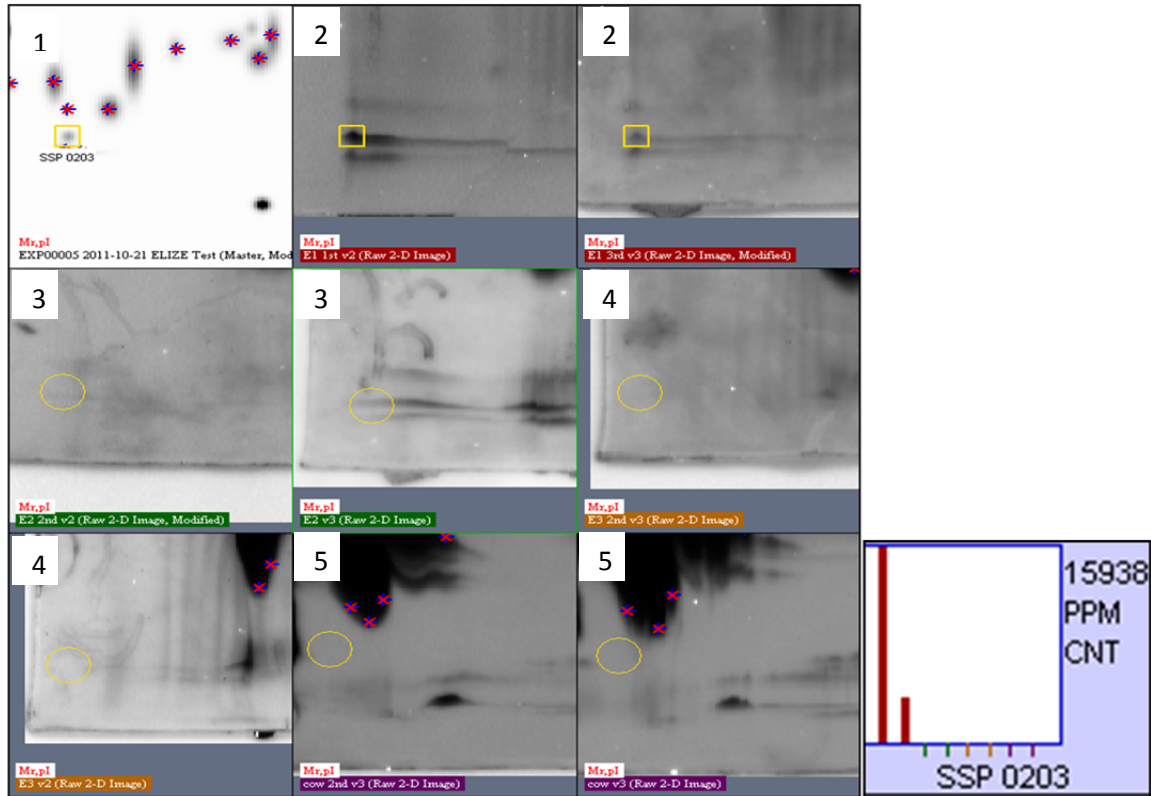 1
SSP 0203
Mr,pI
EXP00005 2011-10-21 ELIZE Test (Master, Mod
2
Mr,pI
E1 1st v2 (Raw 2-D Image)
2
Mr,pI
E1 3rd v3 (Raw 2-D Image, Modified)
3
Mr,pI
E2 2nd v2 (Raw 2-D Image, Modified)
3
Mr,pI
E2 v3 (Raw 2-D Image)
4
Mr,pI
E3 2nd v3 (Raw 2-D Image)
4
Mr,pI
E3 v2 (Raw 2-D Image)
5
Mr,pI
cow 2nd v3 (Raw 2-D Image)
5
Mr,pI
cow v3 (Raw 2-D Image)
15938
PPM
CNT
SSP 0203